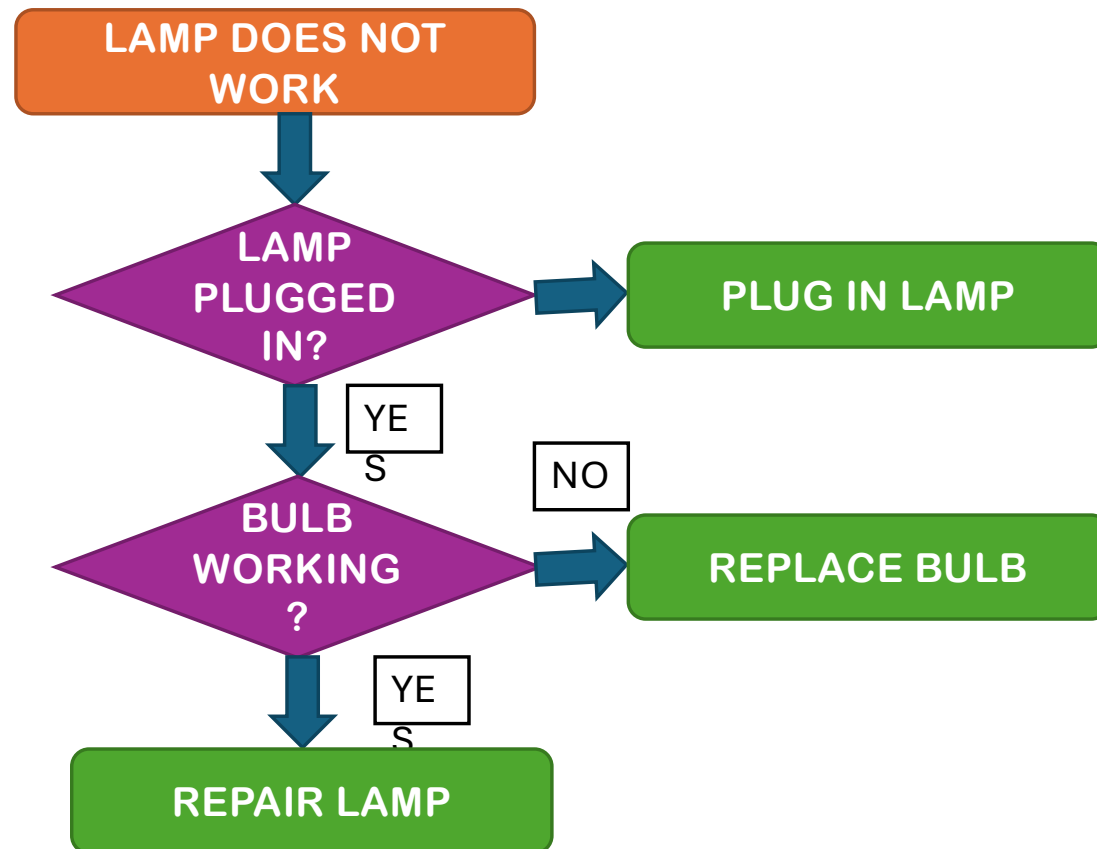 LAMP DOES NOT
WORK
LAMP
PLUGGED
IN?
PLUG IN LAMP
YE
S
NO
BULB
WORKING
?
REPLACE BULB
YE
S
REPAIR LAMP